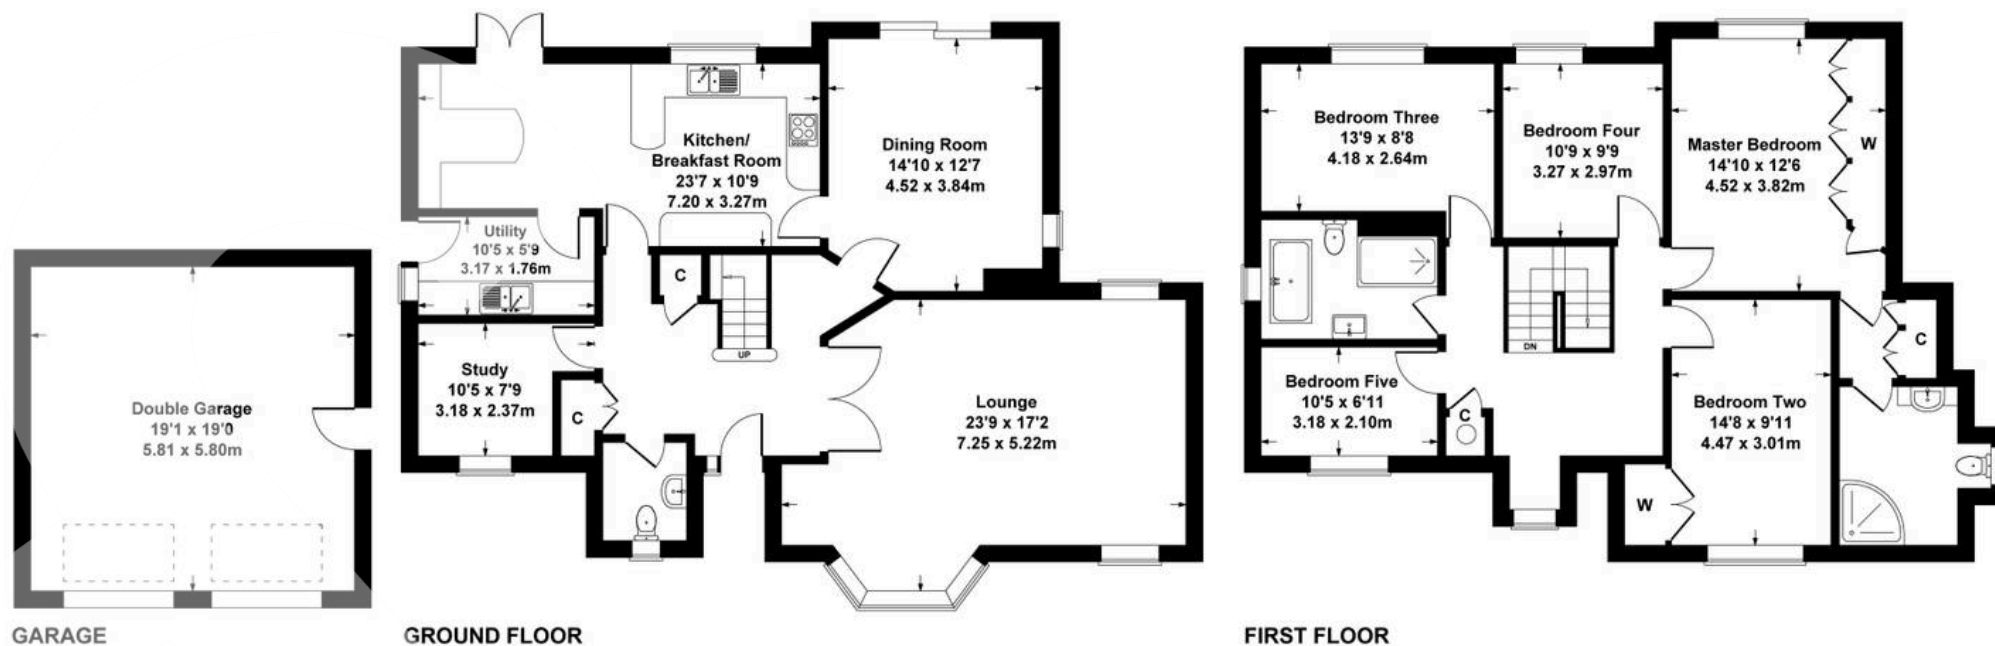 Double Garage
19'1 x 19'0
5.81 x 5.80m
GARAGE
Kitchen/
Breakfast Room
23'7 x 10'9
7.20 x 3.27m
Dining Room
14'10 x 12'7
4.52 x 3.84m
Utility
10'5 x 5'9
3.17 x 1.76m
C
UP
Study
10'5 x 7'9
3.18 x 2.37m
C
Lounge
23'9 x 17'2
7.25 x 5.22m
GROUND FLOOR
Bedroom Three
13'9 x 8'8
4.18 x 2.64m
Bedroom Four
10'9 x 9'9
3.27 x 2.97m
Master Bedroom
14'10 x 12'6
4.52 x 3.82m
W
DN
C
Bedroom Five
10'5 x 6'11
3.18 x 2.10m
C
Bedroom Two
14'8 x 9'11
4.47 x 3.01m
W
FIRST FLOOR